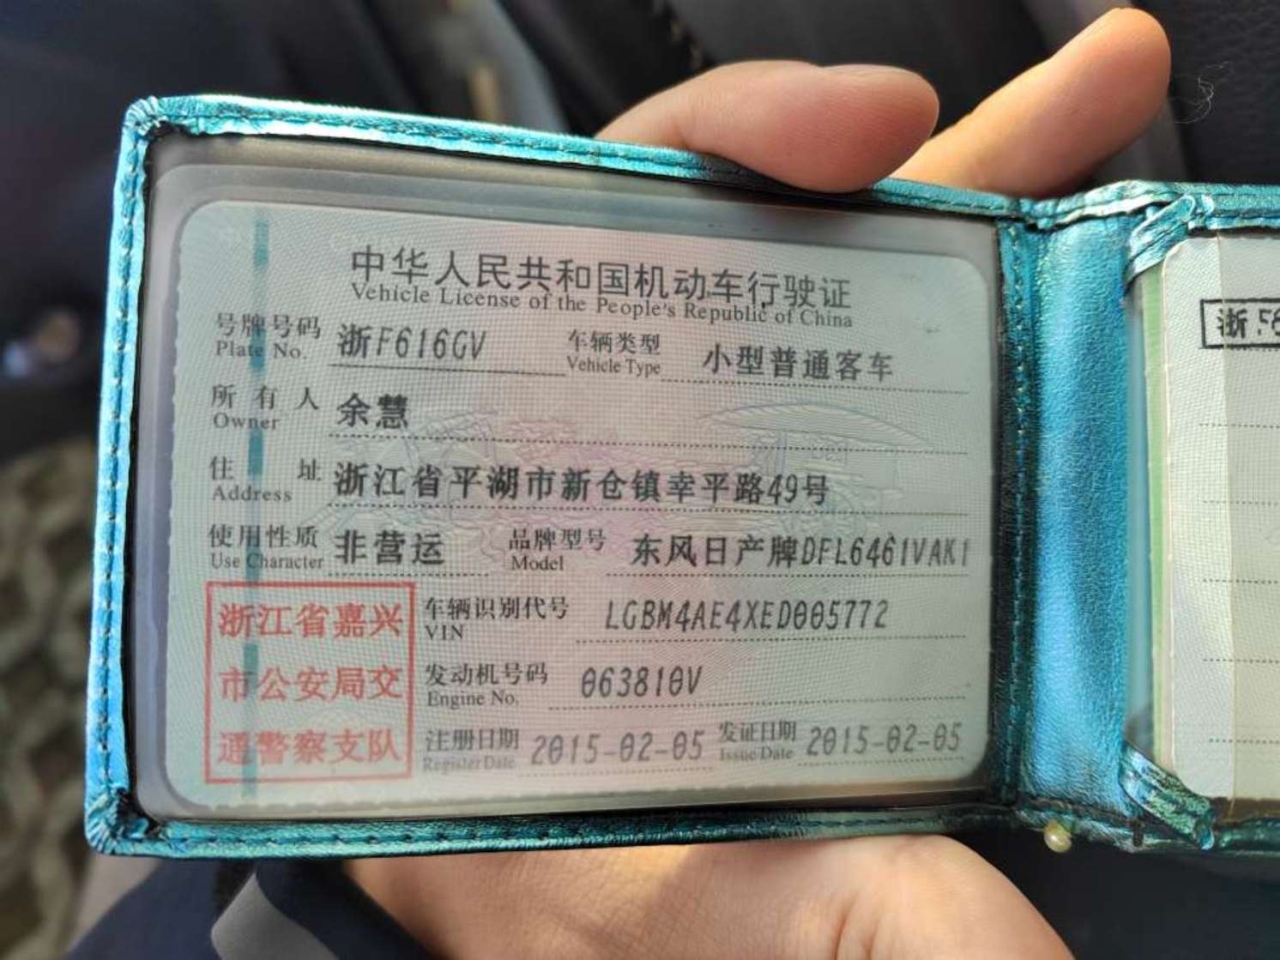 中华人民共和国机动车行驶证
Vehicle License of the People's Republic of China
号牌号码 浙F616GV 车辆类型 小型普通客车
Plate No. Vehicle Type
所有人 余慧
Owner
住址 浙江省平湖市新仓镇幸平路49号
Address
使用性质 非营运 品牌型号 东风日产牌DFL6461VAK1
Use Character Model
浙江省嘉兴
市公安局交
通警察支队
车辆识别代号 LGBM4AE4XED005772
VIN
发动机号码 063810V
Engine No.
注册日期 2015-02-05 发证日期 2015-02-05
Register Date Issue Date
浙.F6